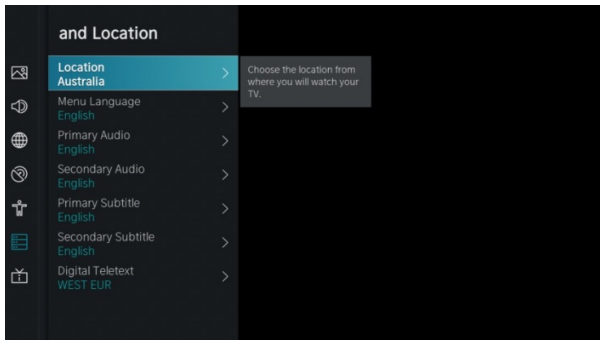 and Location
Location
Australia
Choose the location from
where you will watch your
TV.
Menu Language
English
Primary Audio
English
Secondary Audio
English
Primary Subtitle
English
Secondary Subtitle
English
Digital Teletext
WEST EUR